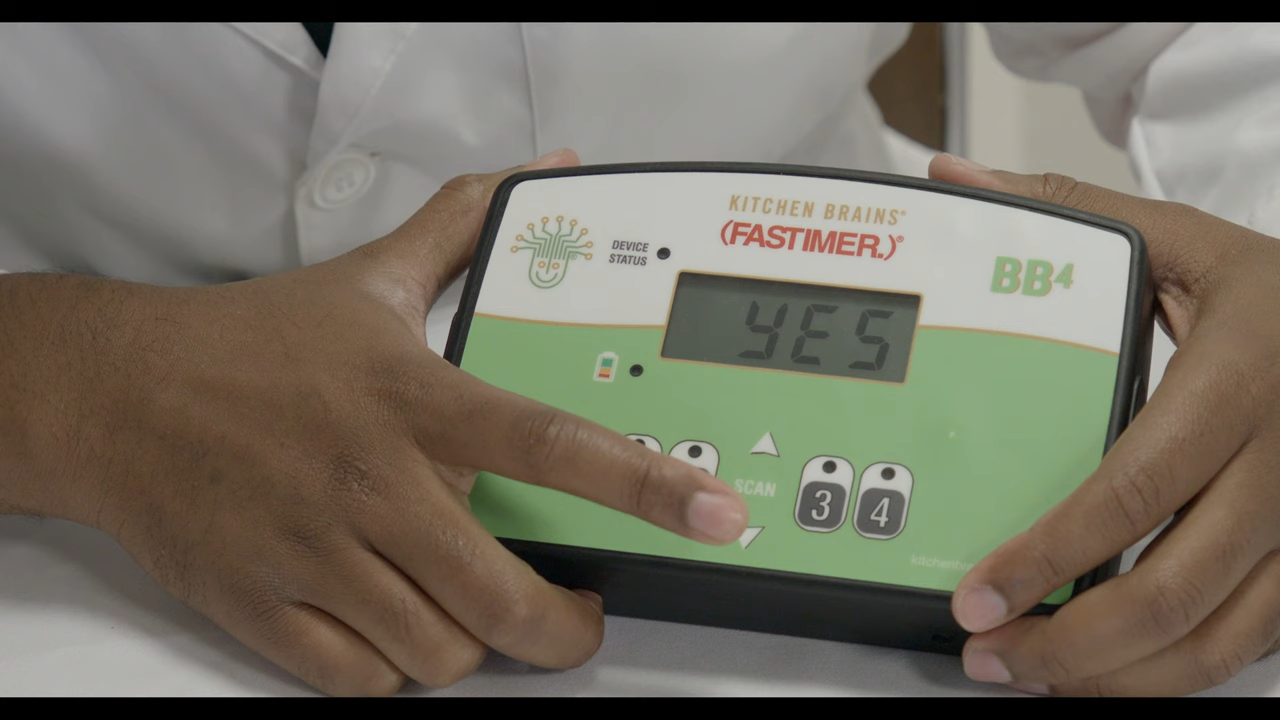 KITCHEN BRAINS®
(FASTIMER.)®
DEVICE
STATUS
BB4
YES
SCAN
3 4